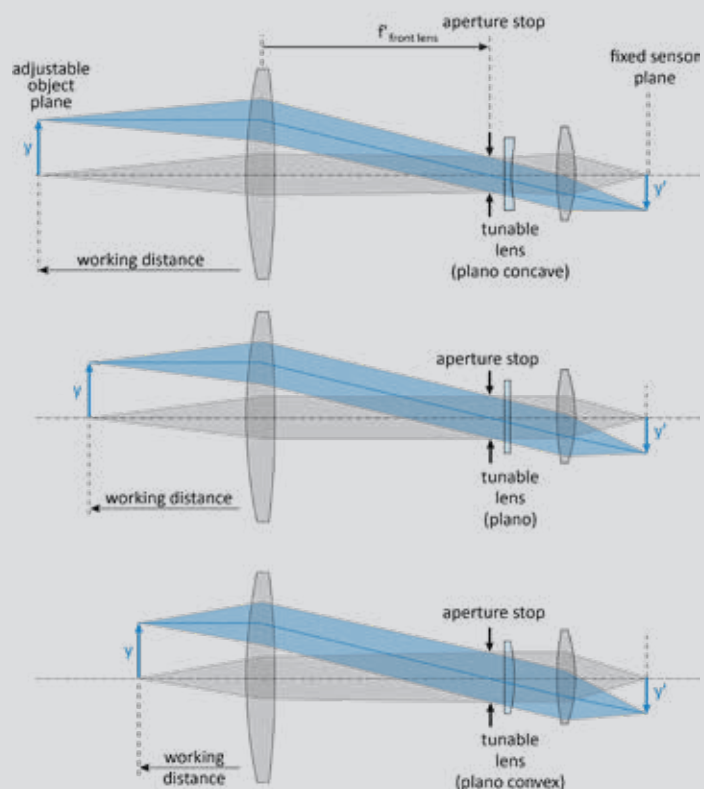 aperture stop
f' front lens
adjustable
object
plane
fixed sensor
plane
y
y'
working distance
tunable
lens
(plano concave)
aperture stop
y
y'
working distance
tunable
lens
(plano)
aperture stop
y
y'
working
distance
tunable
lens
(plano convex)